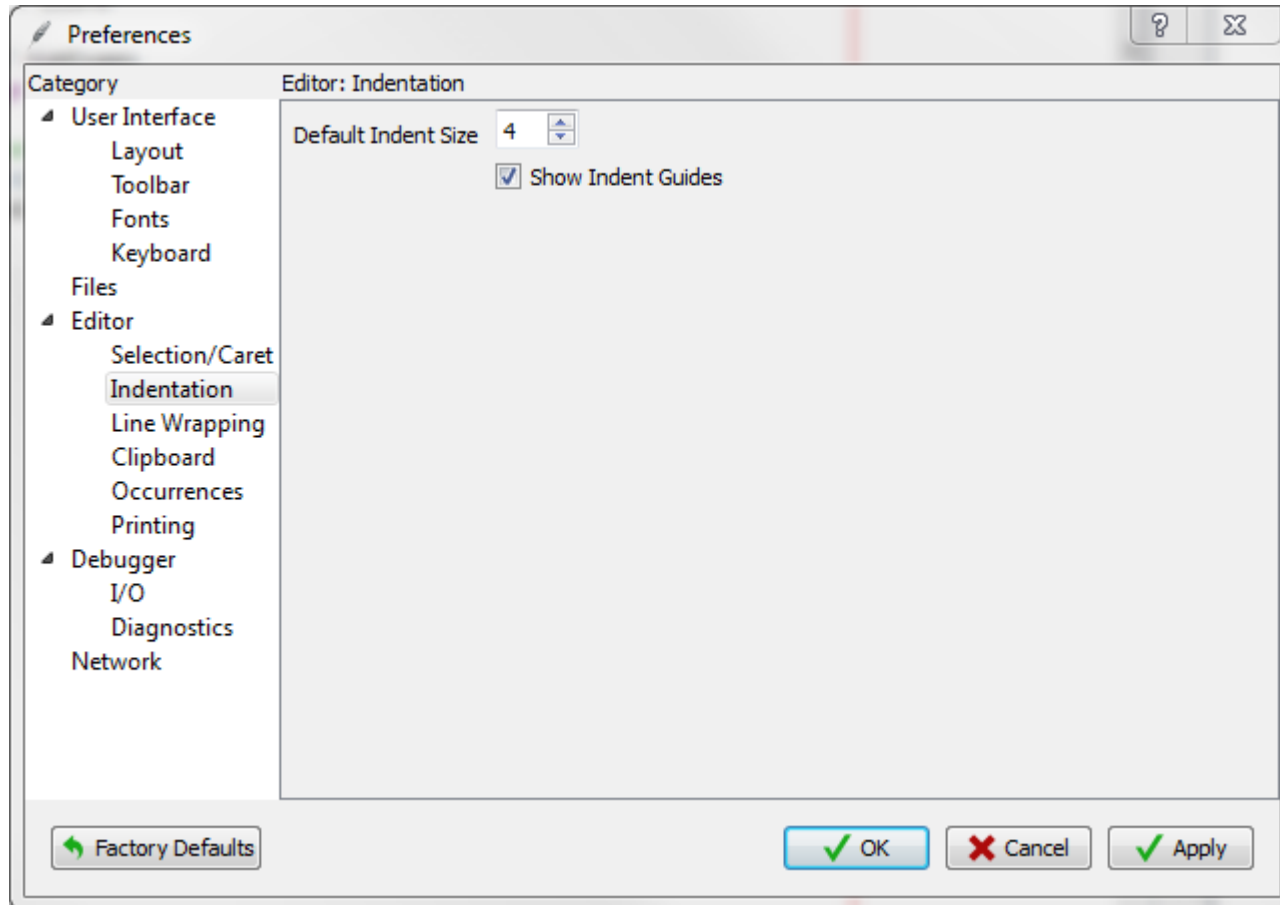 Preferences
Category
Editor: Indentation
User Interface
Layout
Toolbar
Fonts
Keyboard
Files
Editor
Selection/Caret
Indentation
Line Wrapping
Clipboard
Occurrences
Printing
Debugger
I/O
Diagnostics
Network
Default Indent Size 4
Show Indent Guides
Factory Defaults
OK
Cancel
Apply